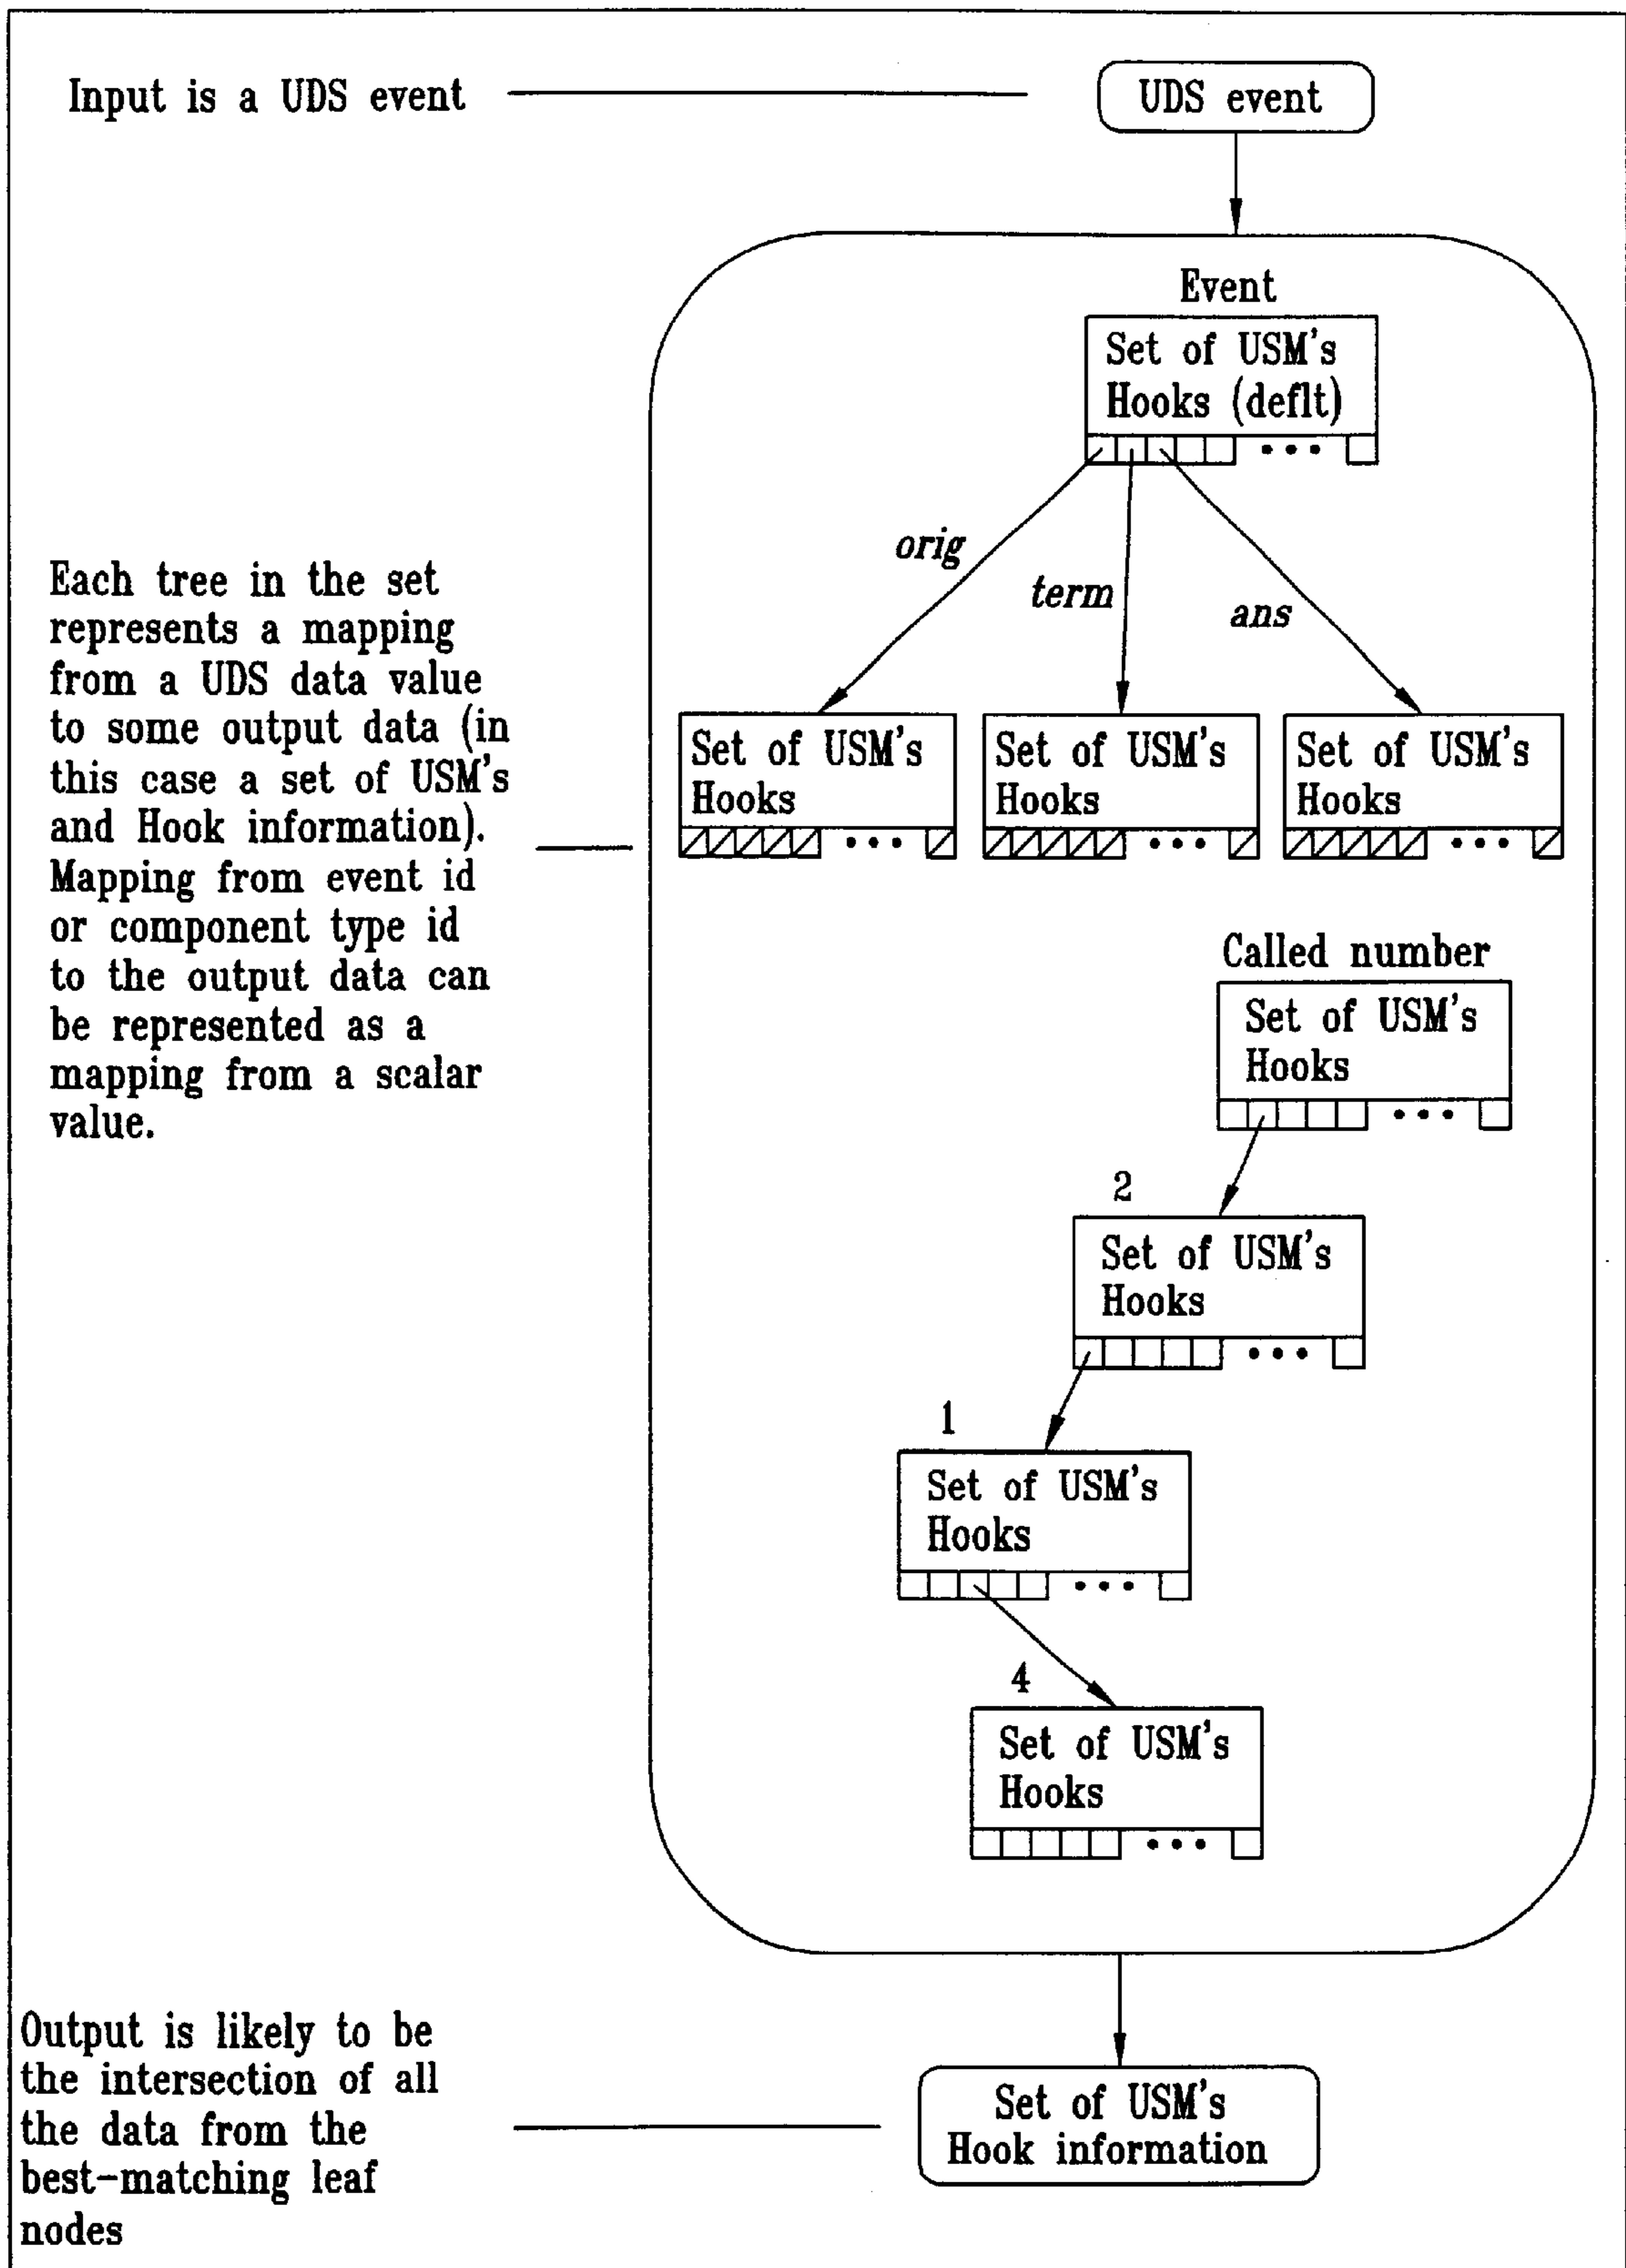 Input is a UDS event
UDS event
Event
Set of USM's
Hooks (deflt)
orig
term
ans
Set of USM's
Hooks
Set of USM's
Hooks
Set of USM's
Hooks
Each tree in the set
represents a mapping
from a UDS data value
to some output data (in
this case a set of USM's
and Hook information).
Mapping from event id
or component type id
to the output data can
be represented as a
mapping from a scalar
value.
Called number
Set of USM's
Hooks
2
Set of USM's
Hooks
1
Set of USM's
Hooks
4
Set of USM's
Hooks
Output is likely to be
the intersection of all
the data from the
best-matching leaf
nodes
Set of USM's
Hook information